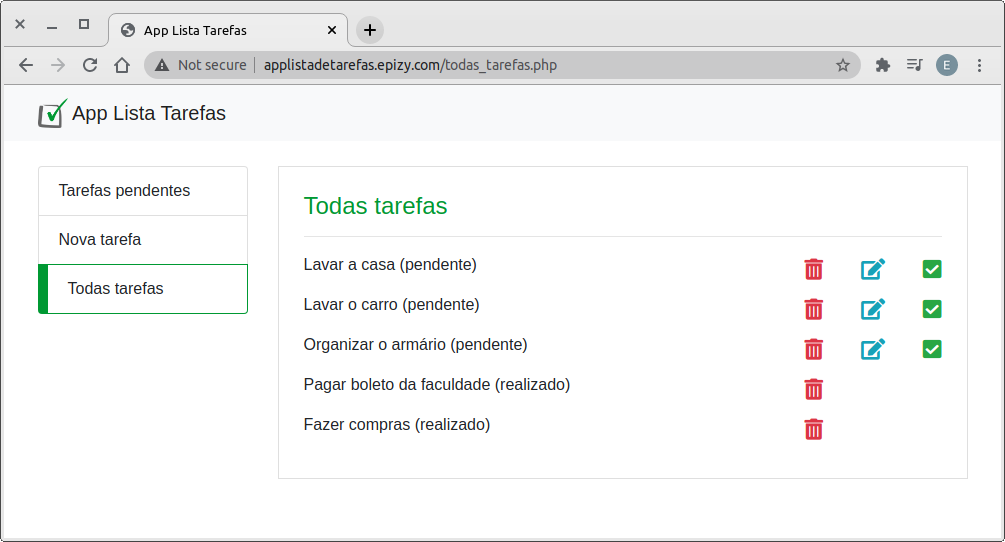 App Lista Tarefas
Not secure | applistadetarefas.epizy.com/todas_tarefas.php
E
App Lista Tarefas
Tarefas pendentes
Nova tarefa
Todas tarefas
Todas tarefas
Lavar a casa (pendente)
Lavar o carro (pendente)
Organizar o armário (pendente)
Pagar boleto da faculdade (realizado)
Fazer compras (realizado)